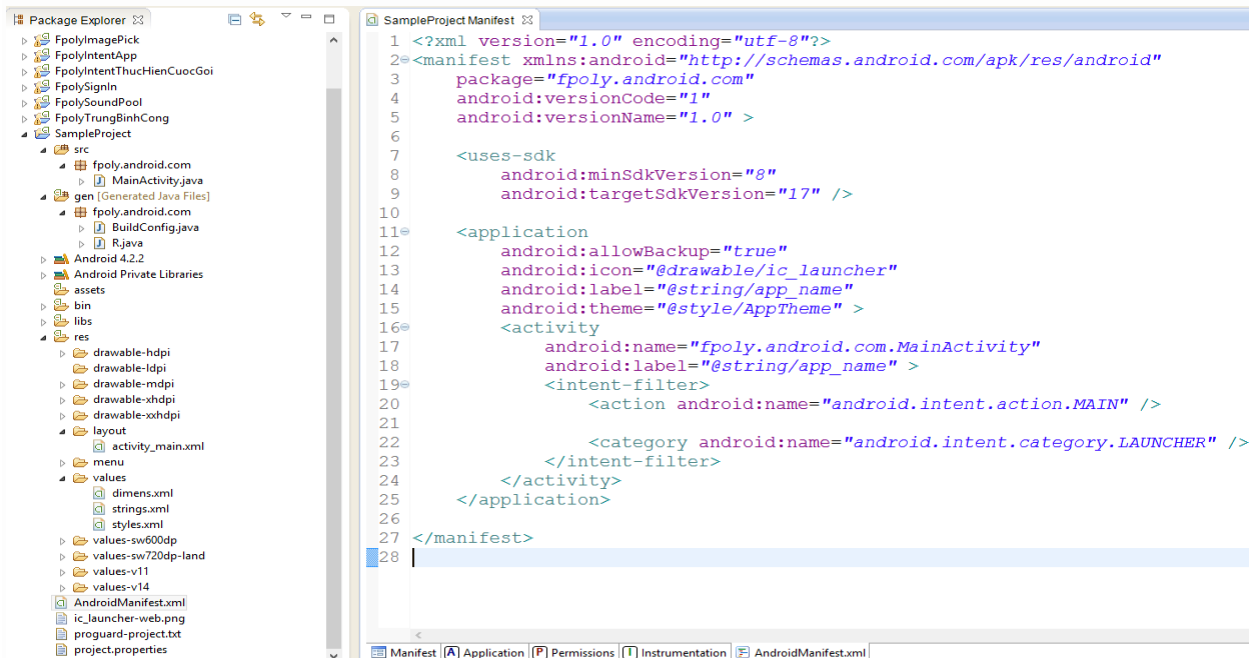 Package Explorer
FpolyImagePick
FpolyIntentApp
FpolyIntentThucHienCuocGoi
FpolySignIn
FpolySoundPool
FpolyTrungBinhCong
SampleProject
src
fpoly.android.com
MainActivity.java
gen [Generated Java Files]
fpoly.android.com
BuildConfig.java
R.java
Android 4.2.2
Android Private Libraries
assets
bin
libs
res
drawable-hdpi
drawable-ldpi
drawable-mdpi
drawable-xhdpi
drawable-xxhdpi
layout
activity_main.xml
menu
values
dimens.xml
strings.xml
styles.xml
values-sw600dp
values-sw720dp-land
values-v11
values-v14
AndroidManifest.xml
ic_launcher-web.png
proguard-project.txt
project.properties
SampleProject Manifest
1 <?xml version="1.0" encoding="utf-8"?>
2 <manifest xmlns:android="http://schemas.android.com/apk/res/android"
3     package="fpoly.android.com"
4     android:versionCode="1"
5     android:versionName="1.0" >
6
7     <uses-sdk
8         android:minSdkVersion="8"
9         android:targetSdkVersion="17" />
10
11     <application
12         android:allowBackup="true"
13         android:icon="@drawable/ic_launcher"
14         android:label="@string/app_name"
15         android:theme="@style/AppTheme" >
16         <activity
17             android:name="fpoly.android.com.MainActivity"
18             android:label="@string/app_name" >
19             <intent-filter>
20                 <action android:name="android.intent.action.MAIN" />
21
22                 <category android:name="android.intent.category.LAUNCHER" />
23             </intent-filter>
24         </activity>
25     </application>
26
27 </manifest>
28
Manifest A Application P Permissions I Instrumentation F AndroidManifest.xml